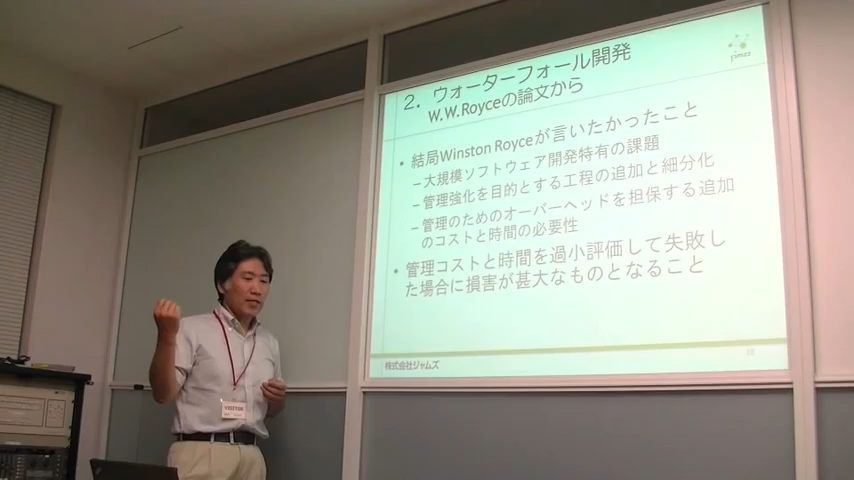 2. ウォーターフォール開発
W.W.Royceの論文から
• 結局Winston Royceが言いたかったこと
–大規模ソフトウェア開発特有の課題
–管理強化を目的とする工程の追加と細分化
–管理のためのオーバーヘッドを担保する追加
のコストと時間の必要性
• 管理コストと時間を過小評価して失敗し
た場合に損害が甚大なものとなること
株式会社ジャムズ
VISITOR